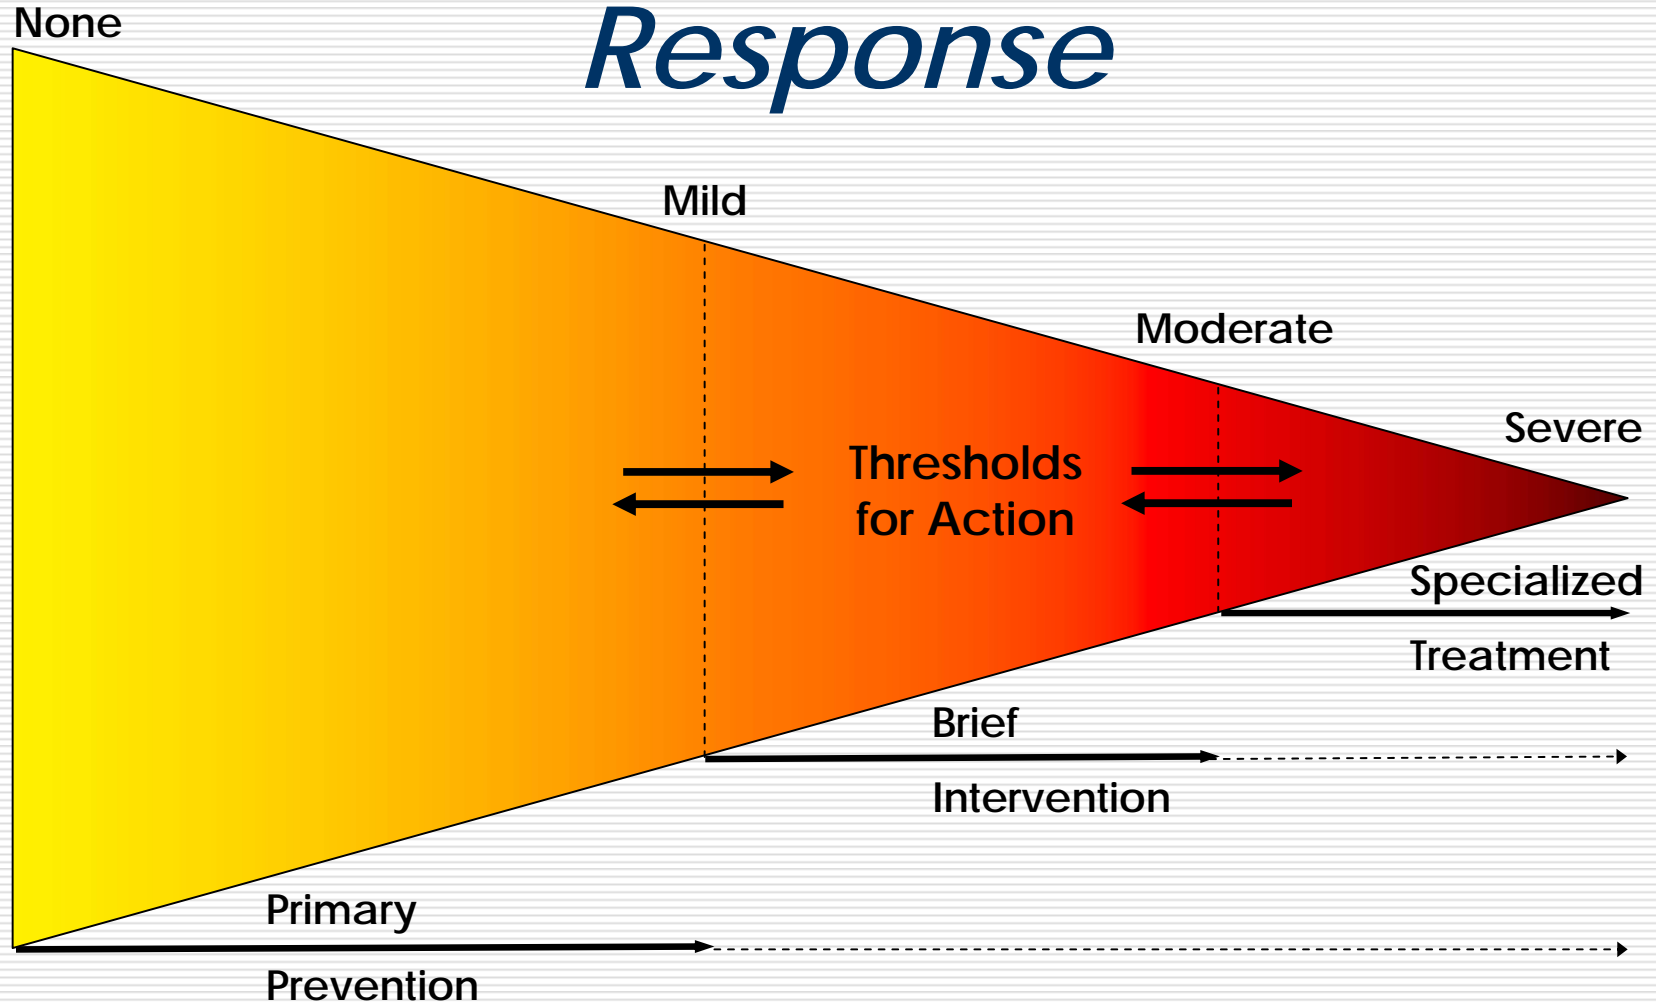 None
Response
Mild
Moderate
Severe
Thresholds
for Action
Specialized
Treatment
Brief
Intervention
Primary
Prevention